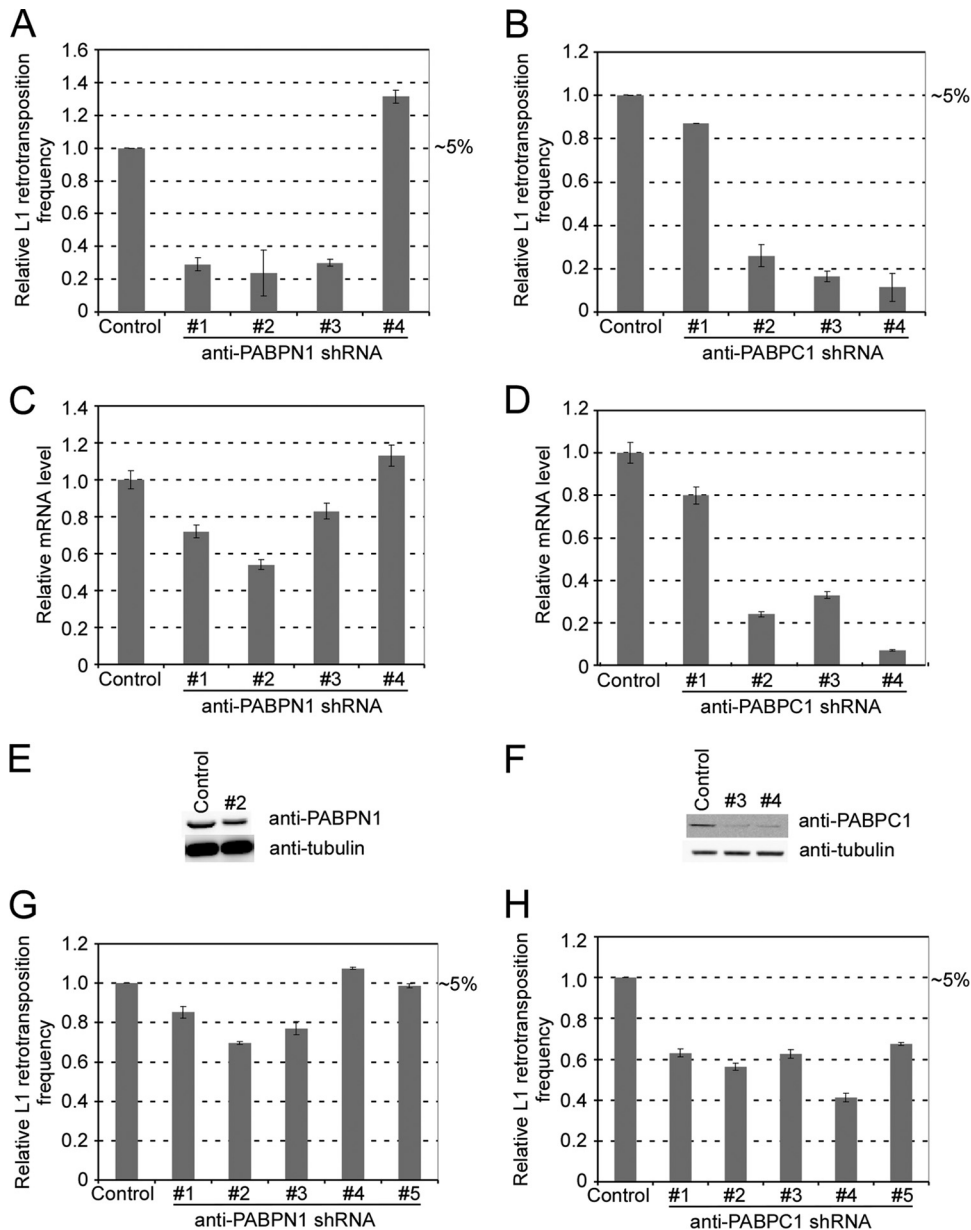 A
Relative L1 retrotransposition
frequency
1.6
1.4
1.2
1.0
0.8
0.6
0.4
0.2
0
~5%
Control
#1
#2
#3
#4
anti-PABPN1 shRNA
B
Relative L1 retrotransposition
frequency
1.2
1.0
0.8
0.6
0.4
0.2
0
~5%
Control
#1
#2
#3
#4
anti-PABPC1 shRNA
C
Relative mRNA level
1.4
1.2
1.0
0.8
0.6
0.4
0.2
0
Control
#1
#2
#3
#4
anti-PABPN1 shRNA
D
Relative mRNA level
1.2
1.0
0.8
0.6
0.4
0.2
0
Control
#1
#2
#3
#4
anti-PABPC1 shRNA
E
Control
#2
anti-PABPN1
anti-tubulin
F
Control
#3
#4
anti-PABPC1
anti-tubulin
G
Relative L1 retrotransposition
frequency
1.2
1.0
0.8
0.6
0.4
0.2
0
~5%
Control
#1
#2
#3
#4
#5
anti-PABPN1 shRNA
H
Relative L1 retrotransposition
frequency
1.2
1.0
0.8
0.6
0.4
0.2
0
~5%
Control
#1
#2
#3
#4
#5
anti-PABPC1 shRNA